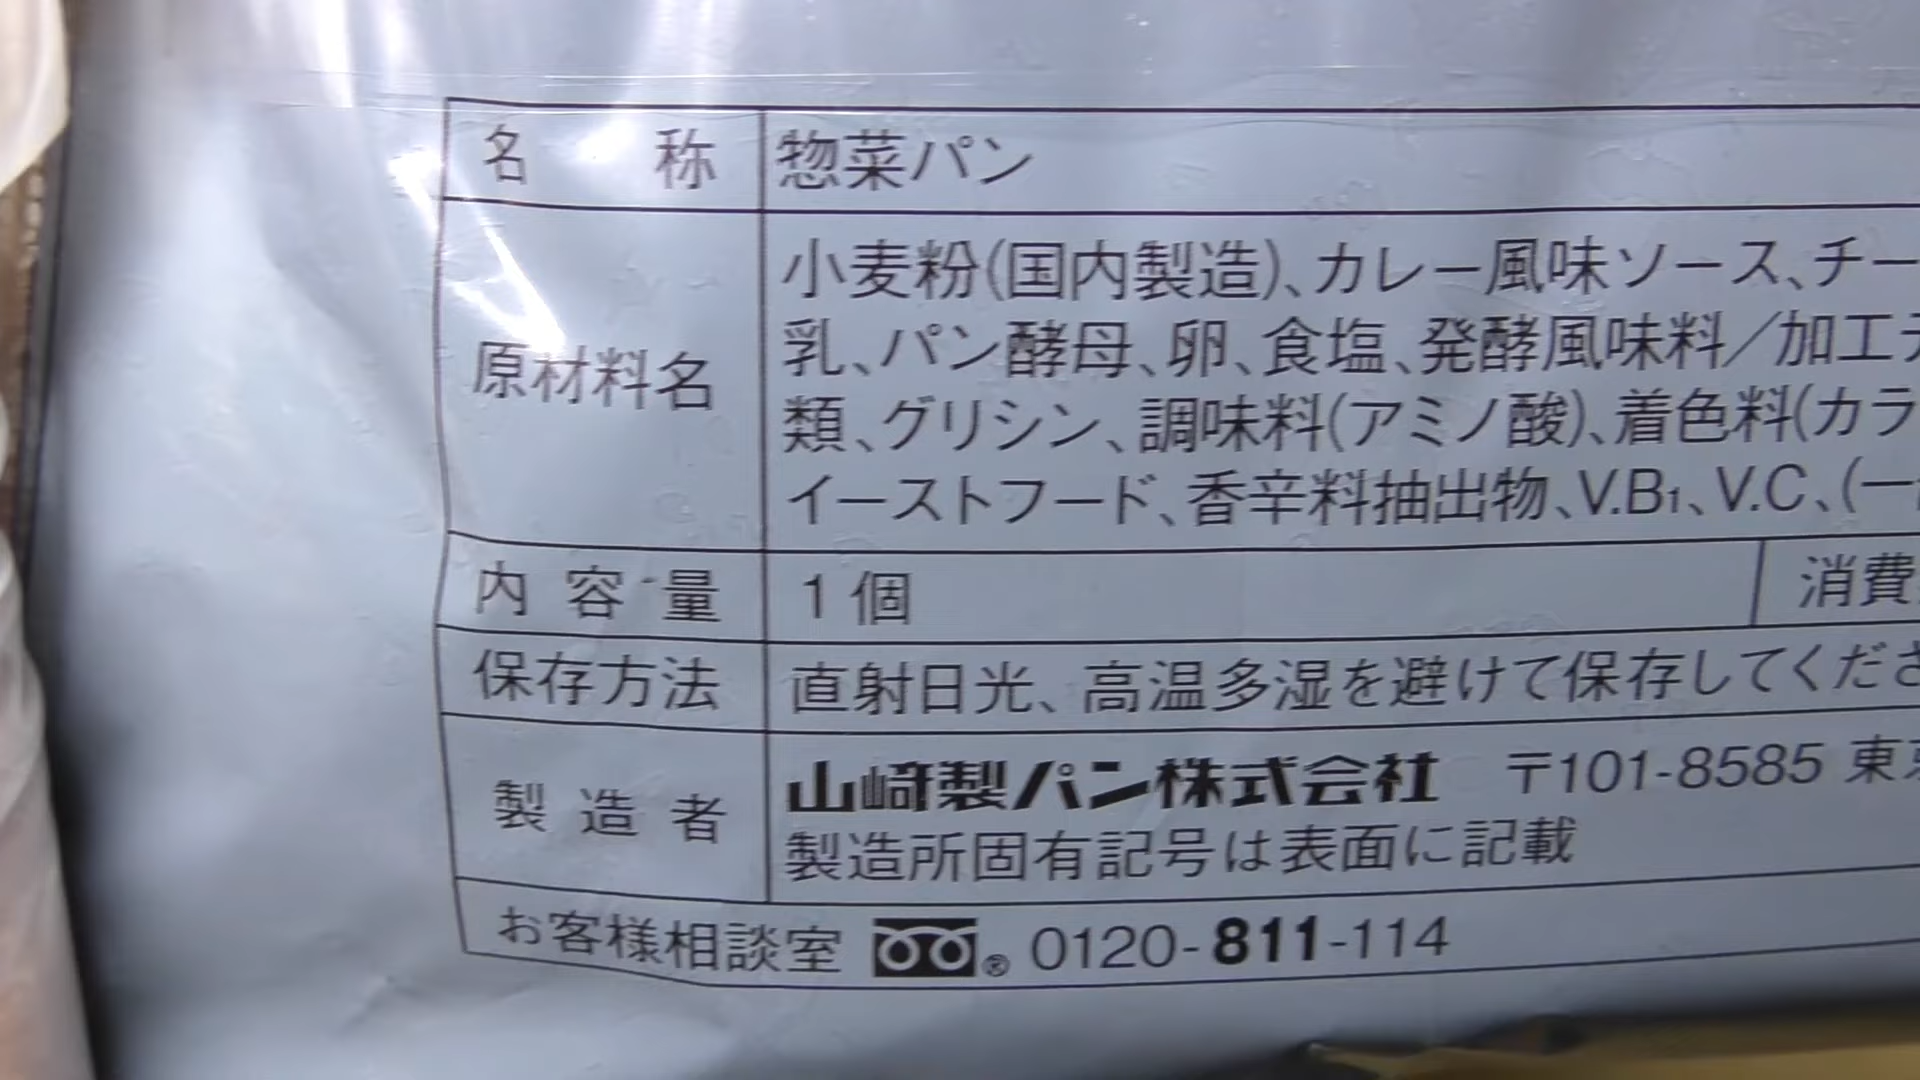 名称 惣菜パン
原材料名 小麦粉(国内製造)、カレー風味ソース、チー
乳、パン酵母、卵、食塩、発酵風味料／加工デ
類、グリシン、調味料(アミノ酸)、着色料(カラ
イーストフード、香辛料抽出物、V.B1、V.C、(一
内容量 1個 消費
保存方法 直射日光、高温多湿を避けて保存してくださ
製造者 山崎製パン株式会社 〒101-8585 東京
製造所固有記号は表面に記載
お客様相談室 ® 0120-811-114